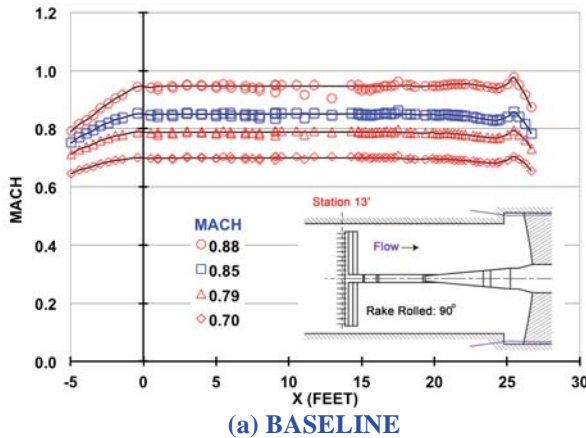 1.2
1.0
0.8
0.6
0.4
0.2
0.0
MACH
Station 13'
MACH
0.88
0.85
0.79
0.70
Flow
Rake Rolled: 90°
-5 0 5 10 15 20 25 30
X (FEET)
(a) BASELINE